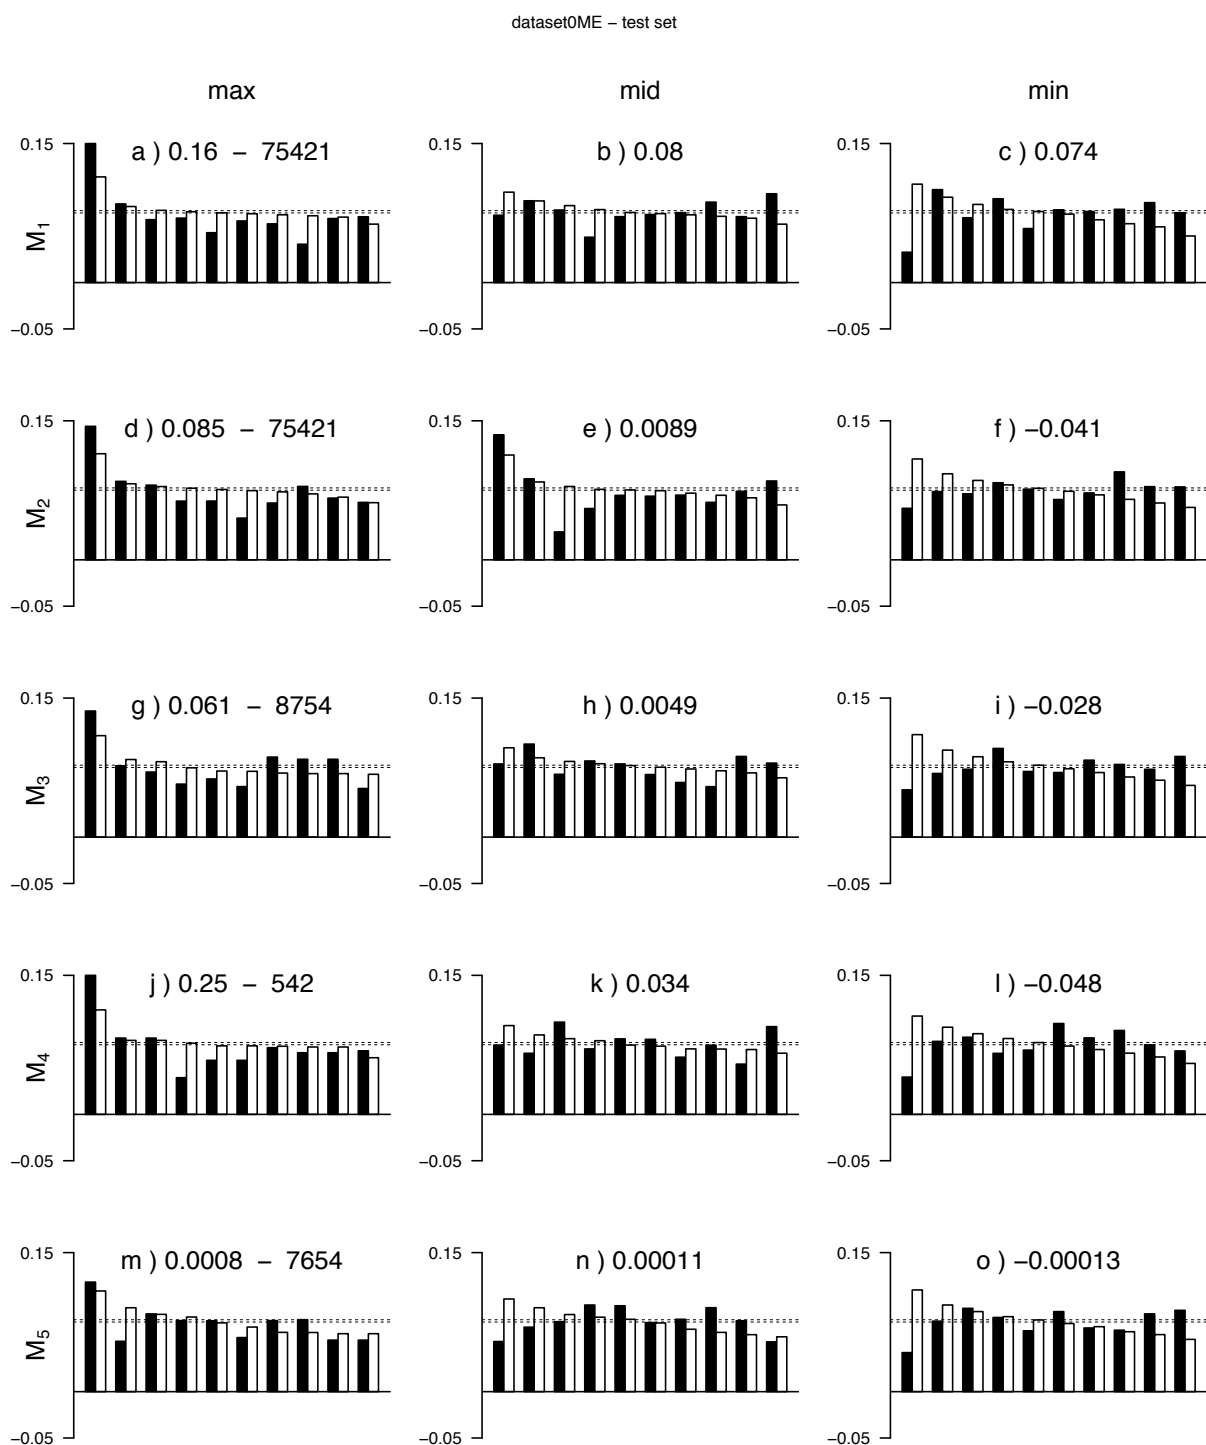 dataset0ME − test set
max mid min
0.15 a ) 0.16 − 75421 0.15 b ) 0.08 0.15 c ) 0.074
M1
−0.05 −0.05 −0.05
0.15 d ) 0.085 − 75421 0.15 e ) 0.0089 0.15 f ) −0.041
M2
−0.05 −0.05 −0.05
0.15 g ) 0.061 − 8754 0.15 h ) 0.0049 0.15 i ) −0.028
M3
−0.05 −0.05 −0.05
0.15 j ) 0.25 − 542 0.15 k ) 0.034 0.15 l ) −0.048
M4
−0.05 −0.05 −0.05
0.15 m ) 0.0008 − 7654 0.15 n ) 0.00011 0.15 o ) −0.00013
M5
−0.05 −0.05 −0.05